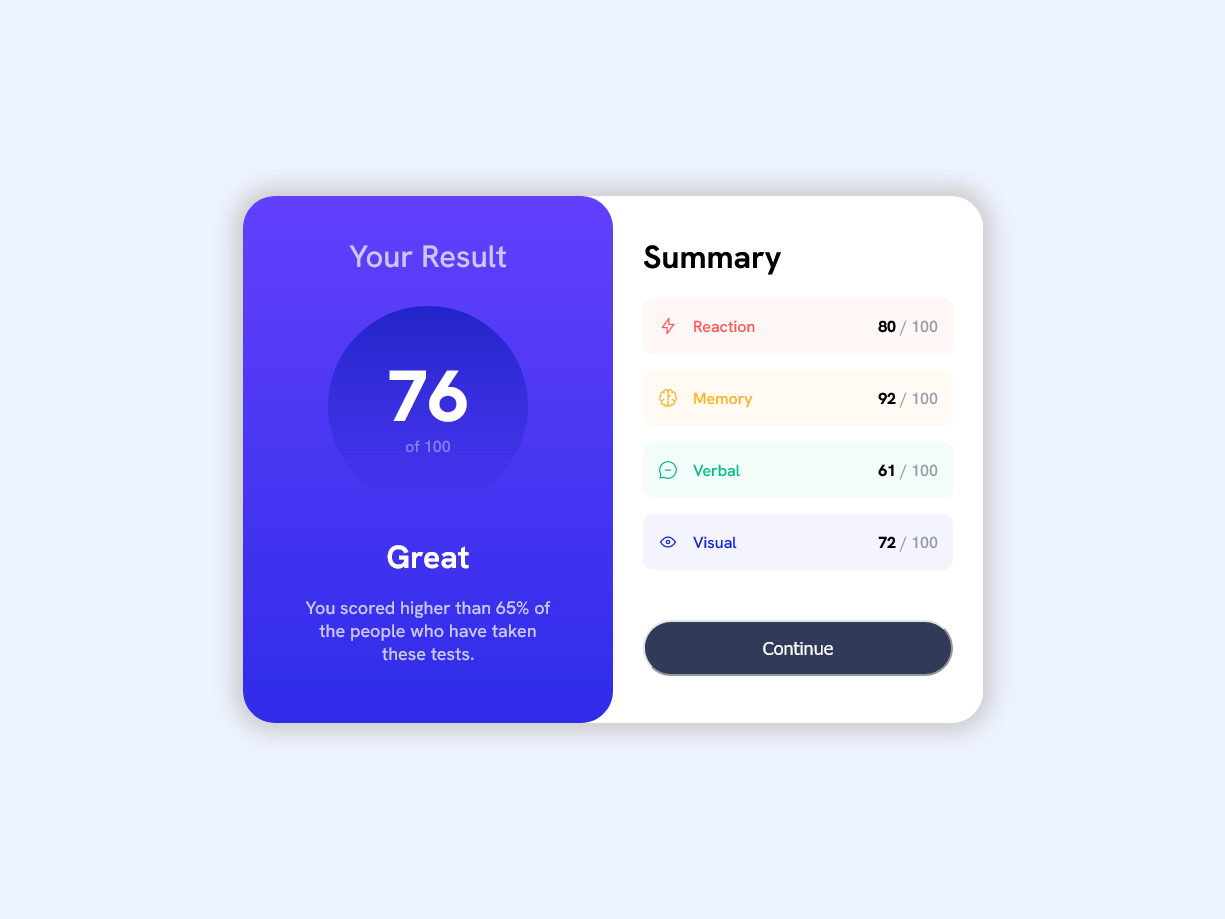 Your Result
76
of 100
Great
You scored higher than 65% of
the people who have taken
these tests.
Summary
Reaction 80 / 100
Memory 92 / 100
Verbal 61 / 100
Visual 72 / 100
Continue